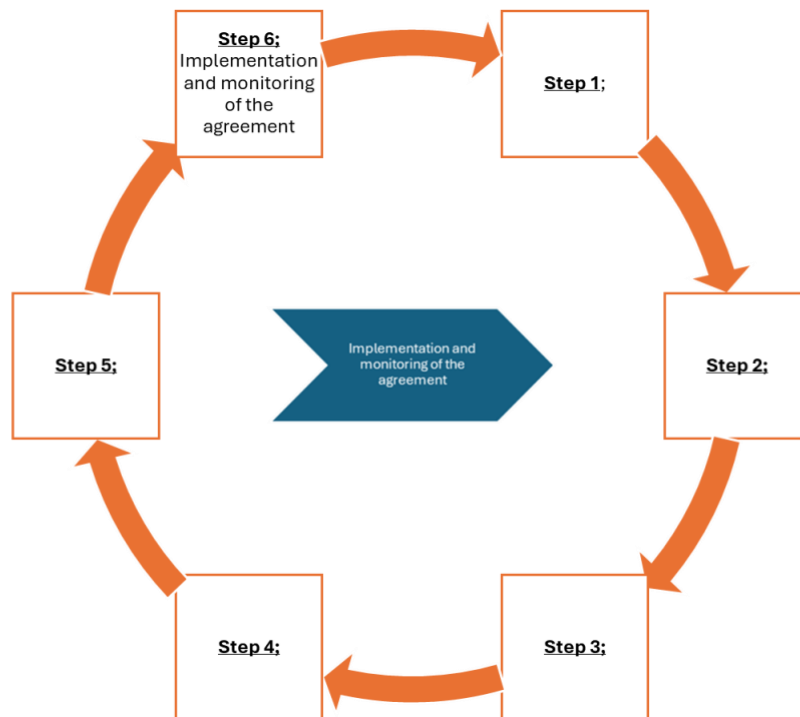 Step 6;
Implementation
and monitoring
of the
agreement
Step 1;
Step 5;
Implementation and
monitoring of the
agreement
Step 2;
Step 4;
Step 3;